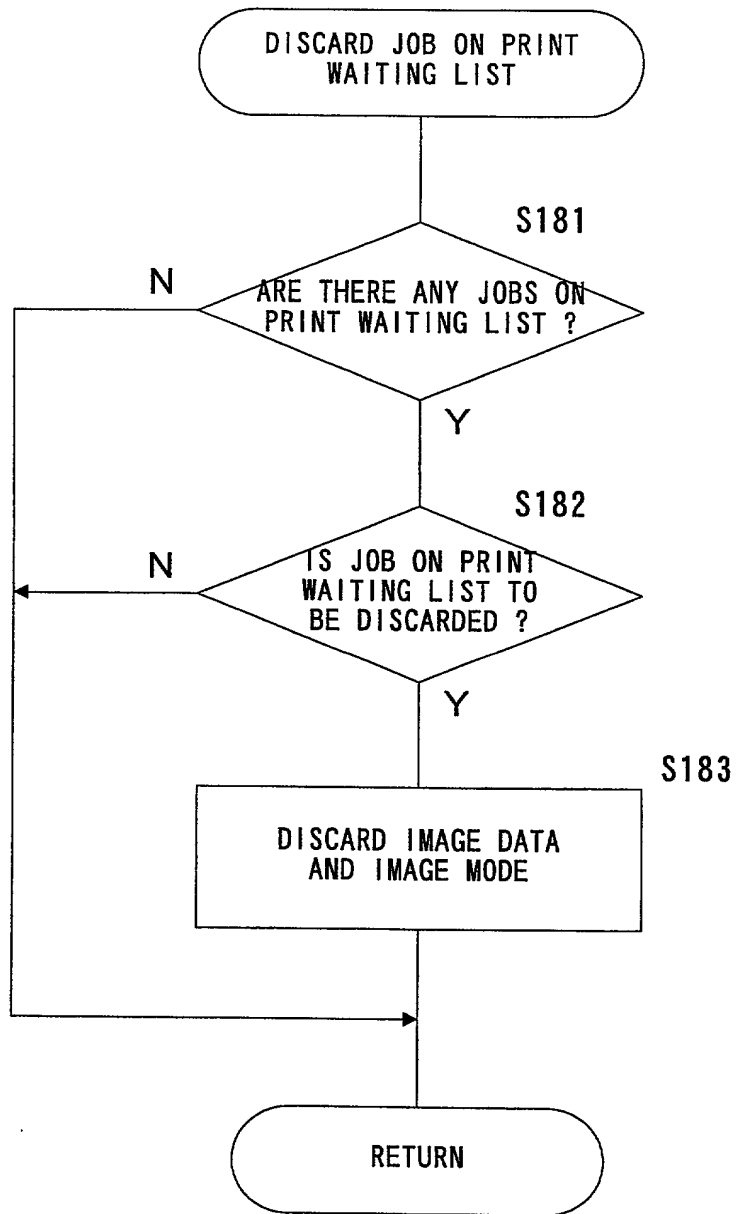 DISCARD JOB ON PRINT
WAITING LIST
S181
N
ARE THERE ANY JOBS ON
PRINT WAITING LIST ?
Y
S182
N
IS JOB ON PRINT
WAITING LIST TO
BE DISCARDED ?
Y
S183
DISCARD IMAGE DATA
AND IMAGE MODE
RETURN